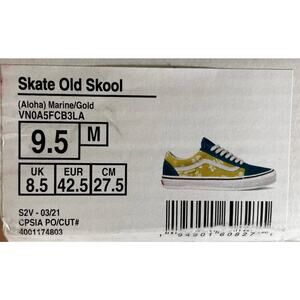 Skate Old Skool
(Aloha) Marine/Gold
VN0A5FCB3LA
9.5 M
UK EUR CM
8.5 42.5 27.5
S2V - 03/21
CPSIA PO/CUT#
4001174803